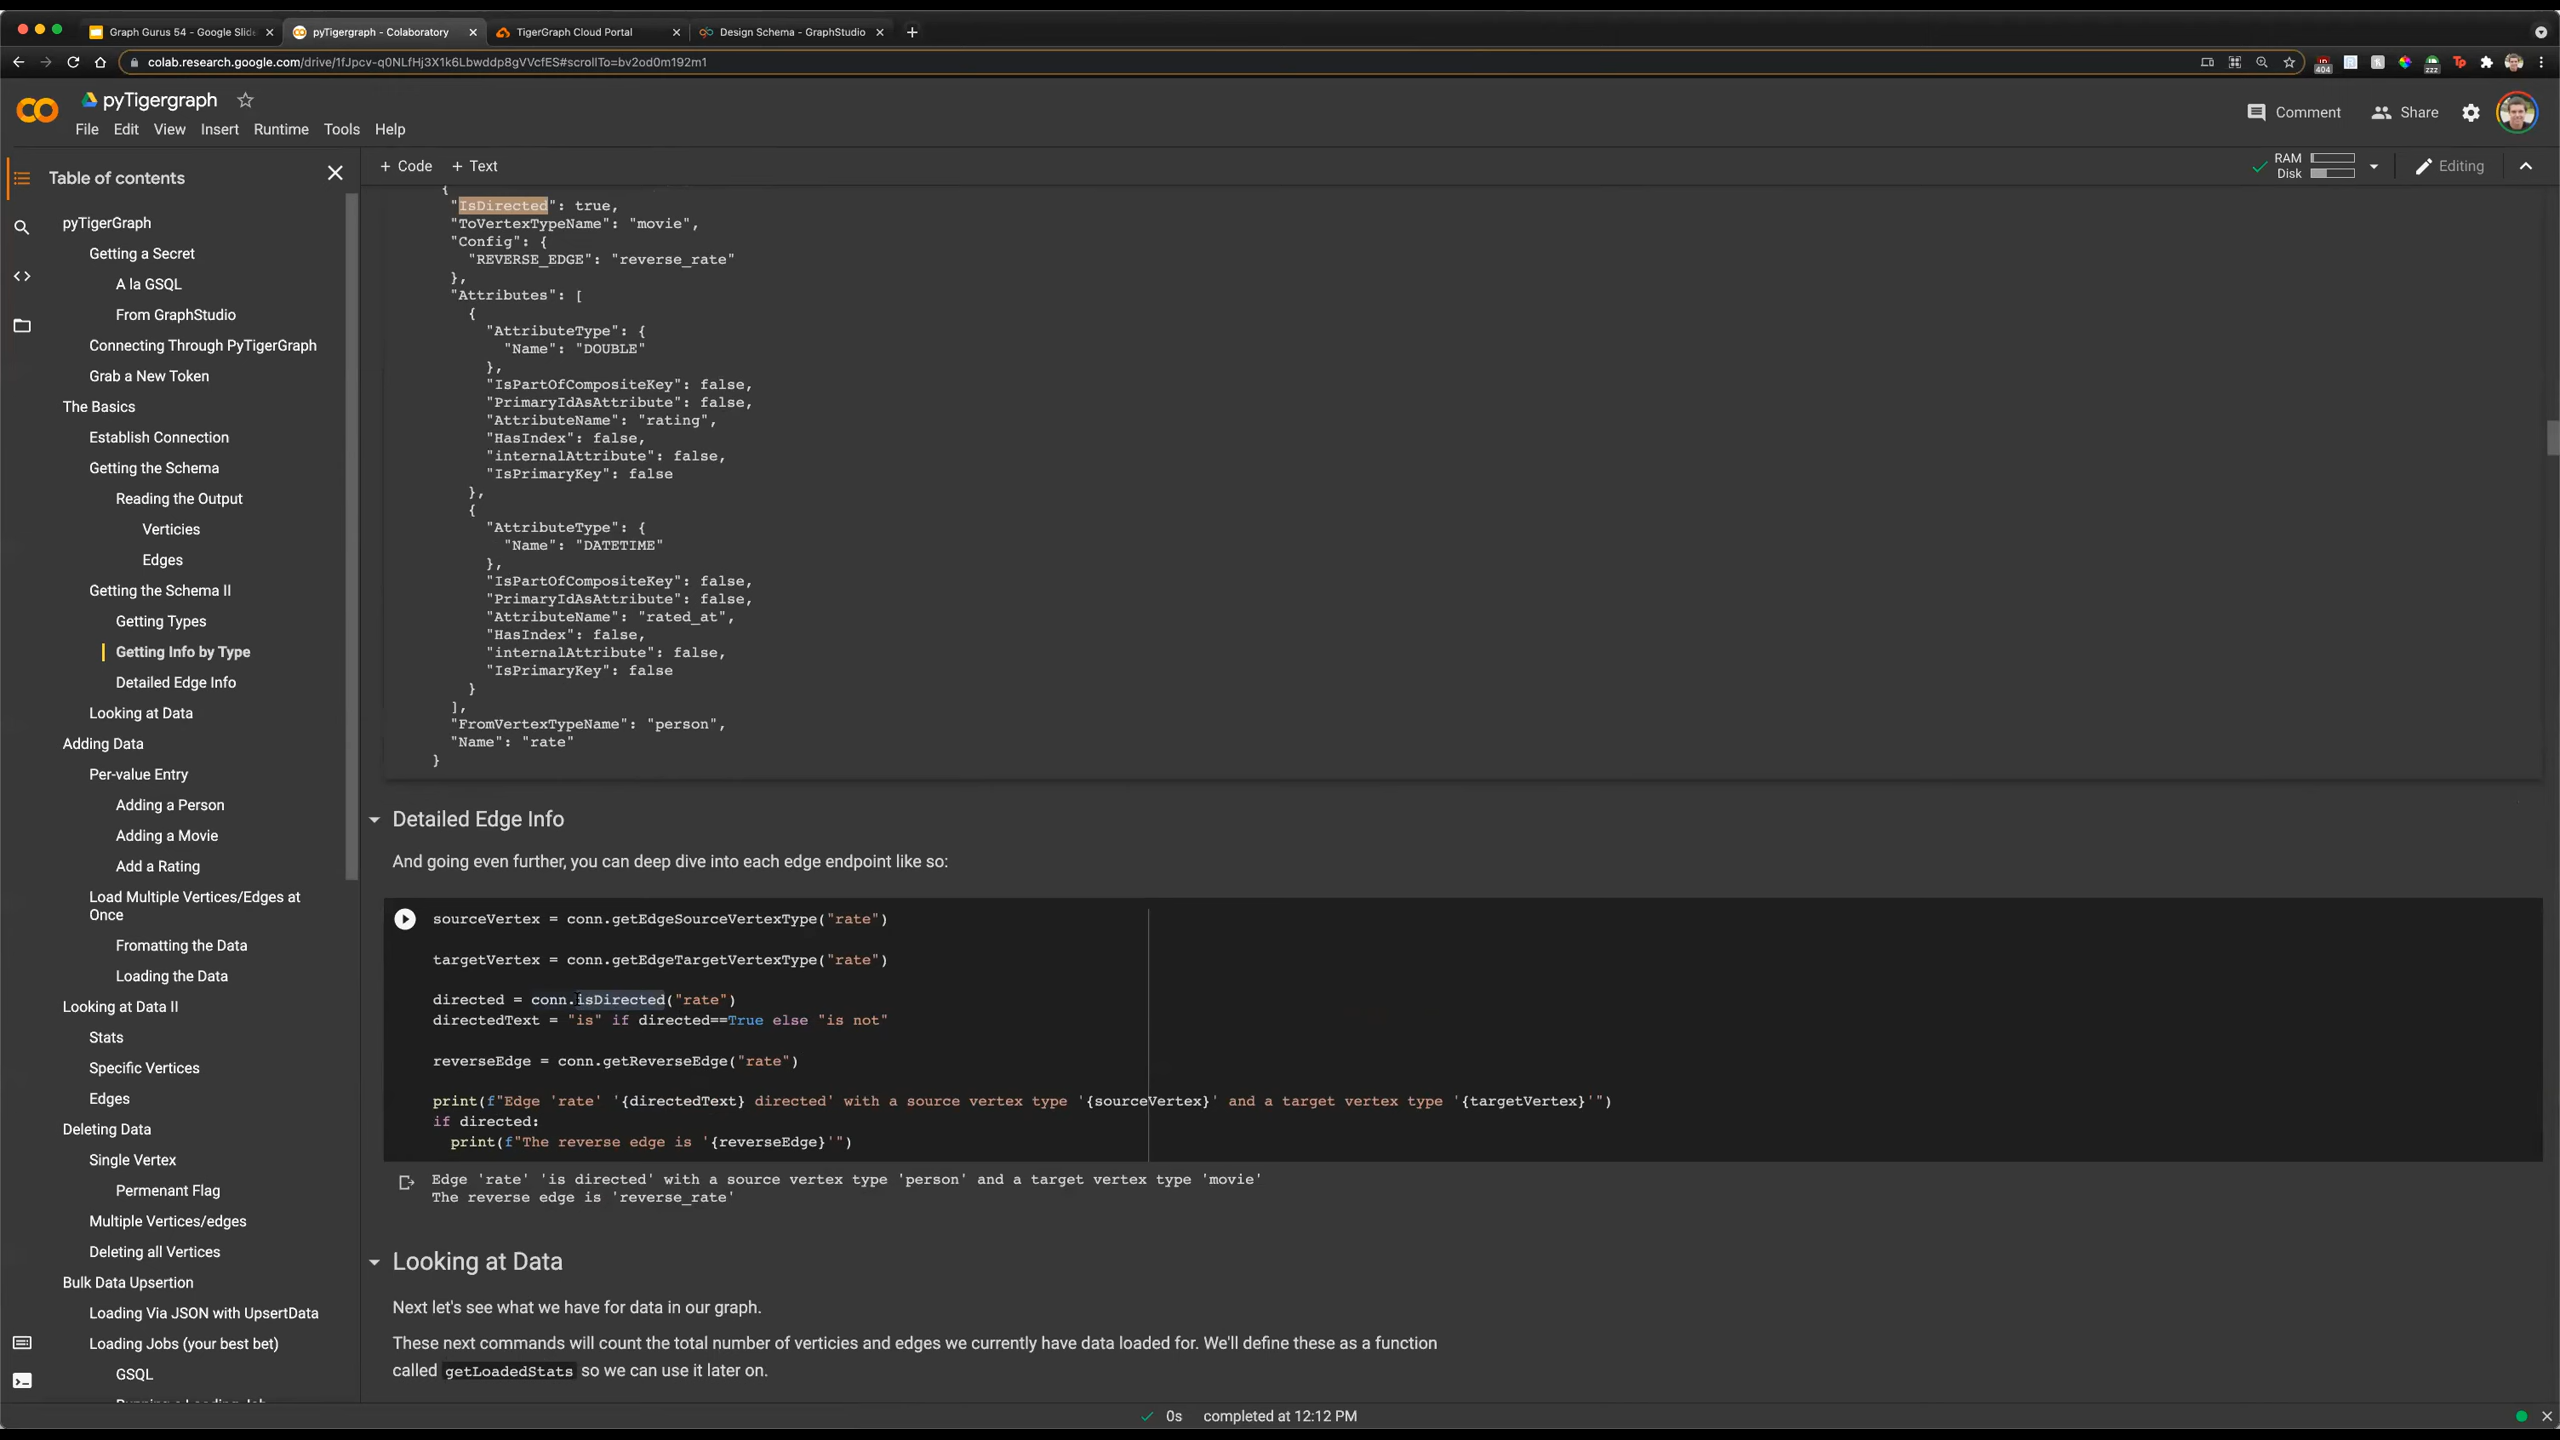 Graph Gurus 54 - Google Slide
pyTigergraph - Colaboratory
TigerGraph Cloud Portal
Design Schema - GraphStudio
colab.research.google.com/drive/1fJpcv-q0NLfHj3X1k6Lbwddp8gVVcfES#scrollTo=bv2od0m192m1
404
zzz
Tp
pyTigergraph
File Edit View Insert Runtime Tools Help
Comment
Share
Table of contents
+ Code + Text
RAM
Disk
Editing
pyTigerGraph
Getting a Secret
A la GSQL
From GraphStudio
Connecting Through PyTigerGraph
Grab a New Token
The Basics
Establish Connection
Getting the Schema
Reading the Output
Verticies
Edges
Getting the Schema II
Getting Types
Getting Info by Type
Detailed Edge Info
Looking at Data
Adding Data
Per-value Entry
Adding a Person
Adding a Movie
Add a Rating
Load Multiple Vertices/Edges at
Once
Fromatting the Data
Loading the Data
Looking at Data II
Stats
Specific Vertices
Edges
Deleting Data
Single Vertex
Permenant Flag
Multiple Vertices/edges
Deleting all Vertices
Bulk Data Upsertion
Loading Via JSON with UpsertData
Loading Jobs (your best bet)
GSQL
Running a Loading Job
{
"IsDirected": true,
"ToVertexTypeName": "movie",
"Config": {
"REVERSE_EDGE": "reverse_rate"
},
"Attributes": [
{
"AttributeType": {
"Name": "DOUBLE"
},
"IsPartOfCompositeKey": false,
"PrimaryIdAsAttribute": false,
"AttributeName": "rating",
"HasIndex": false,
"internalAttribute": false,
"IsPrimaryKey": false
},
{
"AttributeType": {
"Name": "DATETIME"
},
"IsPartOfCompositeKey": false,
"PrimaryIdAsAttribute": false,
"AttributeName": "rated_at",
"HasIndex": false,
"internalAttribute": false,
"IsPrimaryKey": false
}
],
"FromVertexTypeName": "person",
"Name": "rate"
}
Detailed Edge Info
And going even further, you can deep dive into each edge endpoint like so:
sourceVertex = conn.getEdgeSourceVertexType("rate")
targetVertex = conn.getEdgeTargetVertexType("rate")
directed = conn.isDirected("rate")
directedText = "is" if directed==True else "is not"
reverseEdge = conn.getReverseEdge("rate")
print(f"Edge 'rate' '{directedText} directed' with a source vertex type '{sourceVertex}' and a target vertex type '{targetVertex}'")
if directed:
print(f"The reverse edge is '{reverseEdge}'")
Edge 'rate' 'is directed' with a source vertex type 'person' and a target vertex type 'movie'
The reverse edge is 'reverse_rate'
Looking at Data
Next let's see what we have for data in our graph.
These next commands will count the total number of verticies and edges we currently have data loaded for. We'll define these as a function
called getLoadedStats so we can use it later on.
0s completed at 12:12 PM